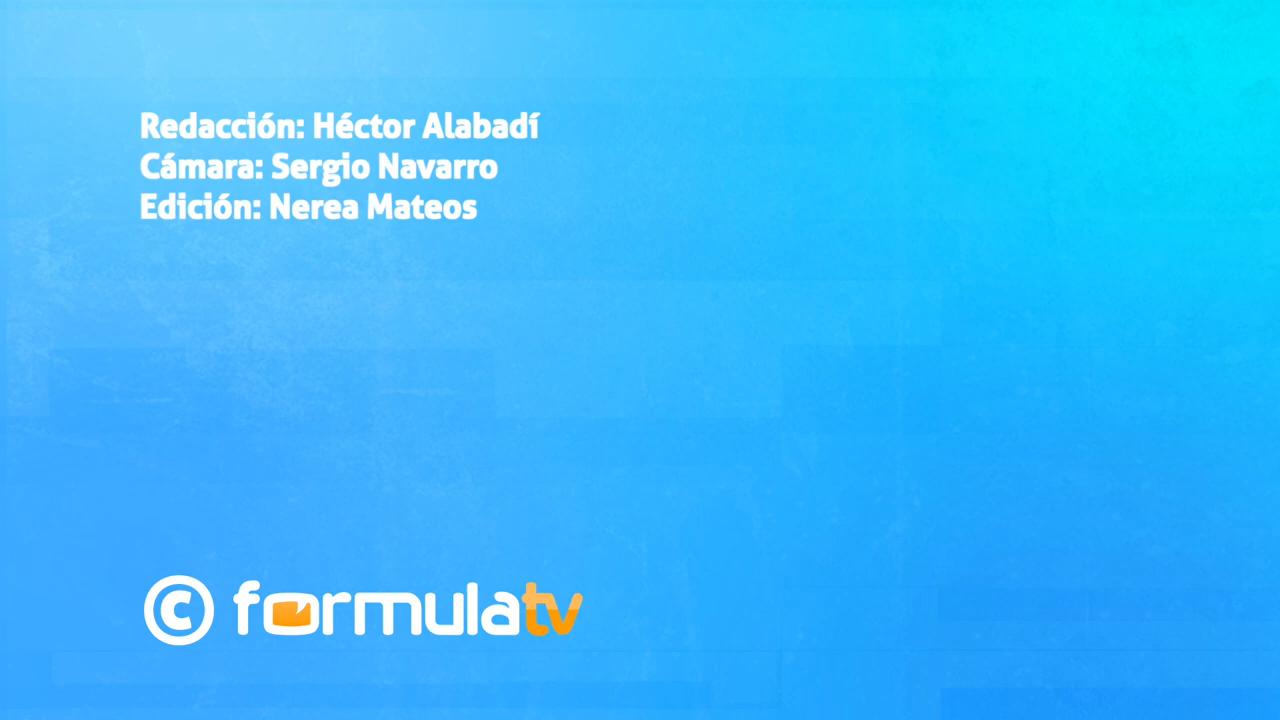 Redacción: Héctor Alabadí
Cámara: Sergio Navarro
Edición: Nerea Mateos
© formulatv